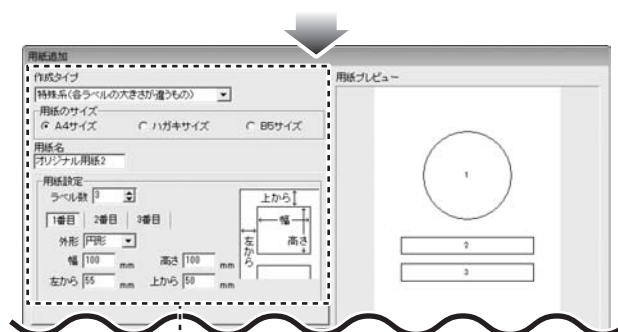 用紙追加
作成タイプ
特殊系(各ラベルの大きさが違うもの)
用紙のサイズ
A4サイズ ハガキサイズ B5サイズ
用紙名
オリジナル用紙2
用紙設定
ラベル数 3
1番目 2番目 3番目
外形 円形
幅 100 mm 高さ 100 mm
左から 55 mm 上から 50 mm
上から
幅
左から
高さ
用紙プレビュー
1
2
3